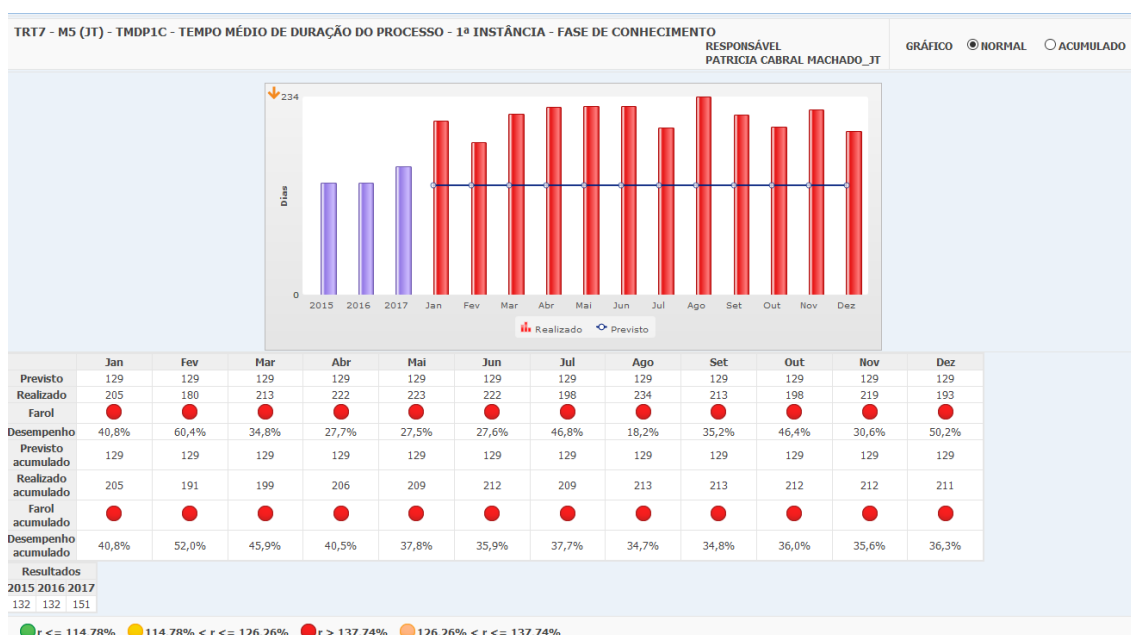 TRT7 - M5 (JT) - TMDP1C - TEMPO MÉDIO DE DURAÇÃO DO PROCESSO - 1ª INSTÂNCIA - FASE DE CONHECIMENTO
RESPONSÁVEL
PATRICIA CABRAL MACHADO_JT
GRÁFICO NORMAL ACUMULADO
234
Dias
0
2015 2016 2017 Jan Fev Mar Abr Mai Jun Jul Ago Set Out Nov Dez
Realizado Previsto
Jan Fev Mar Abr Mai Jun Jul Ago Set Out Nov Dez
Previsto 129 129 129 129 129 129 129 129 129 129 129 129
Realizado 205 180 213 222 223 222 198 234 213 198 219 193
Farol
Desempenho 40,8% 60,4% 34,8% 27,7% 27,5% 27,6% 46,8% 18,2% 35,2% 46,4% 30,6% 50,2%
Previsto
acumulado 129 129 129 129 129 129 129 129 129 129 129 129
Realizado
acumulado 205 191 199 206 209 212 209 213 213 212 212 211
Farol
acumulado
Desempenho
acumulado 40,8% 52,0% 45,9% 40,5% 37,8% 35,9% 37,7% 34,7% 34,8% 36,0% 35,6% 36,3%
Resultados
2015 2016 2017
132 132 151
r <= 114,78% 114,78% < r <= 126,26% r > 137,74% 126,26% < r <= 137,74%